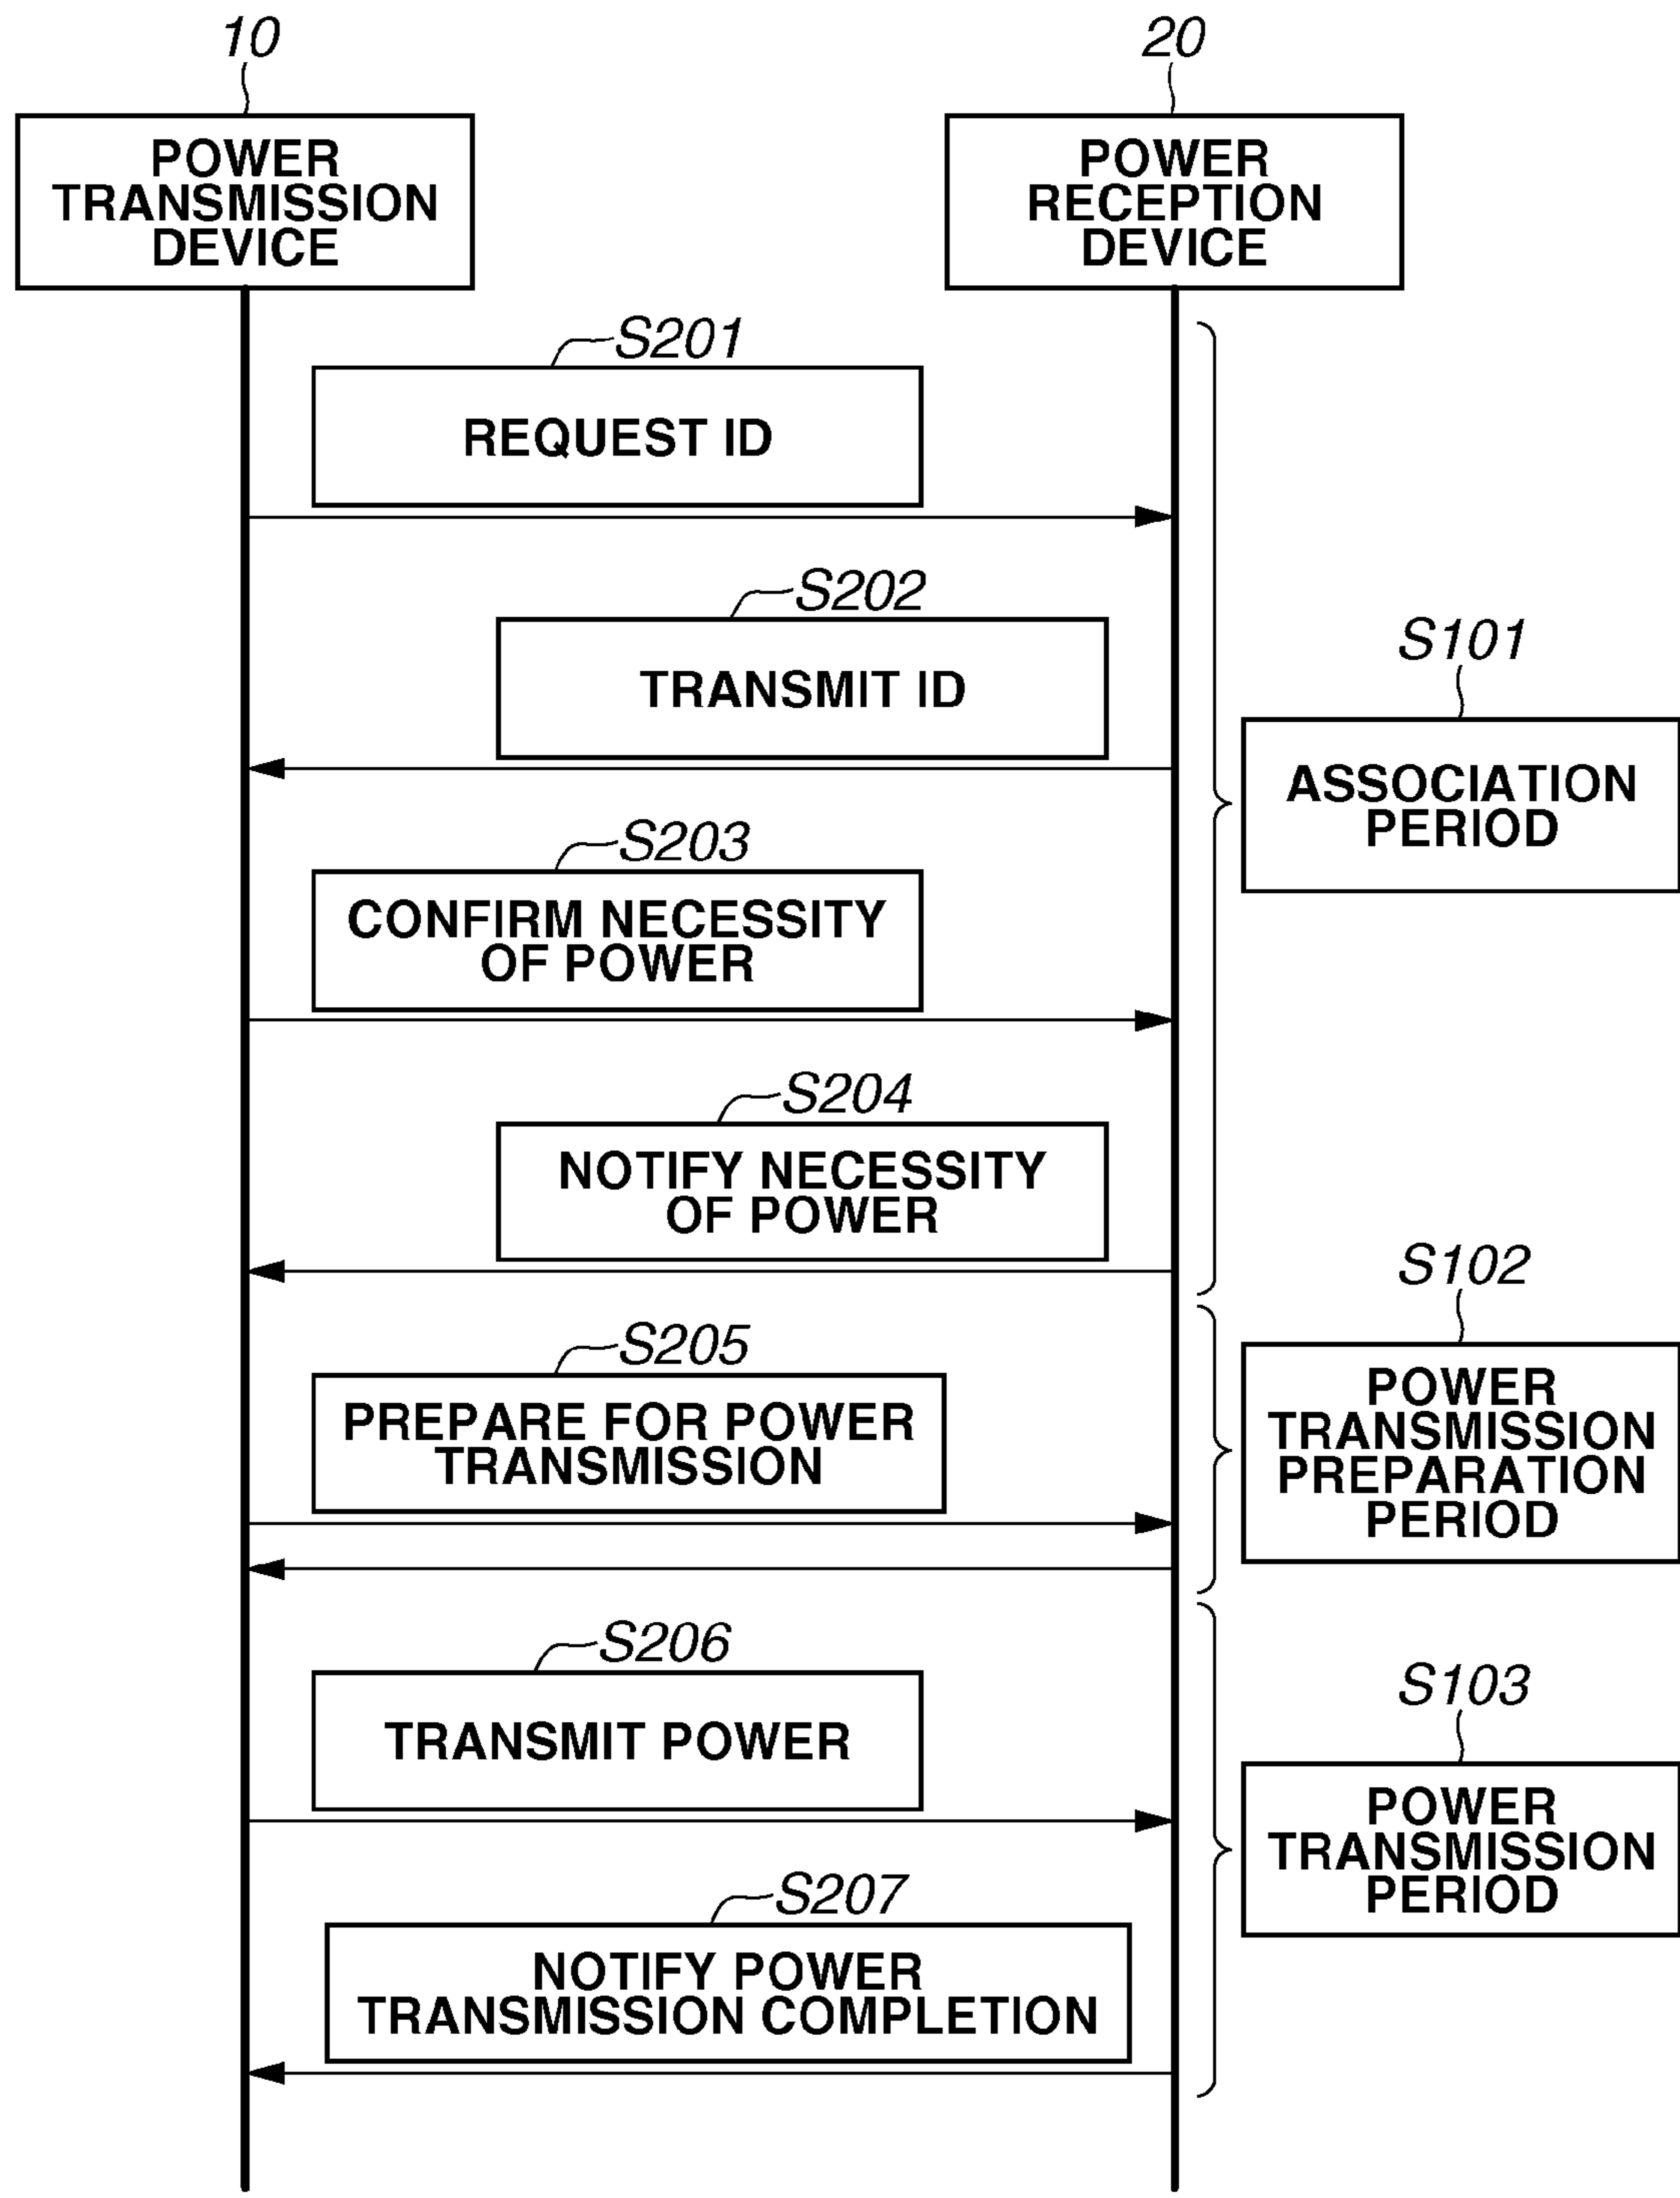 10
20
POWER
TRANSMISSION
DEVICE
POWER
RECEPTION
DEVICE
S201
REQUEST ID
S202
TRANSMIT ID
S101
ASSOCIATION
PERIOD
S203
CONFIRM NECESSITY
OF POWER
S204
NOTIFY NECESSITY
OF POWER
S102
POWER
TRANSMISSION
PREPARATION
PERIOD
S205
PREPARE FOR POWER
TRANSMISSION
S206
TRANSMIT POWER
S103
POWER
TRANSMISSION
PERIOD
S207
NOTIFY POWER
TRANSMISSION COMPLETION